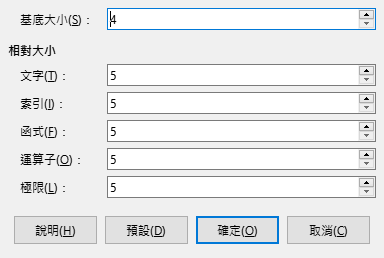 基底大小(S)： 4
相對大小
文字(T)： 5
索引(I)： 5
函式(F)： 5
運算子(O)： 5
極限(L)： 5
說明(H) 預設(D) 確定(O) 取消(C)